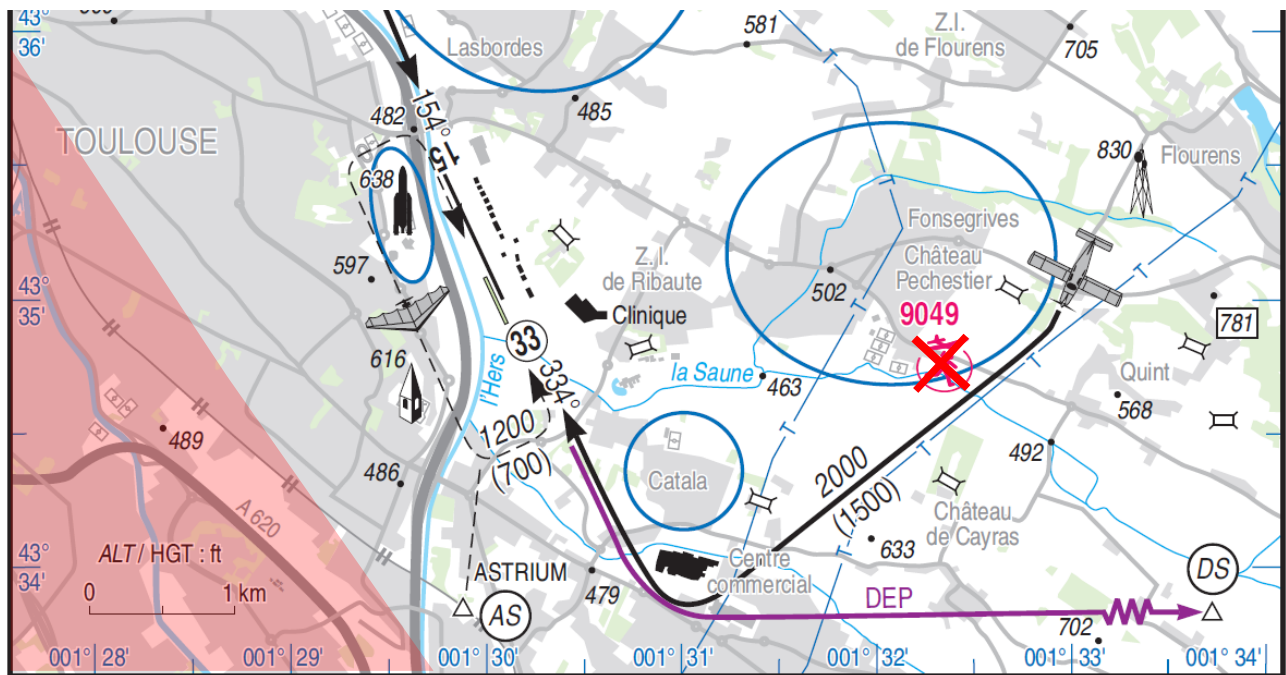 43°
36'
Lasbordes
581
Z.I.
de Flourens
705
485
482
TOULOUSE
154°
15
638
830
Flourens
Fonsegrives
Château
Pechestier
Z. I.
de Ribaute
597
502
43°
35'
Clinique
9049
781
33
616
la Saune
463
Quint
568
334°
l'Hers
1200
(700)
489
486
Catala
492
2000
(1500)
Château
de Cayras
A 620
633
43°
34'
ALT / HGT : ft
0 1 km
ASTRIUM
AS
479
Centre
commercial
DEP
DS
702
001° 28' 001° 29' 001° 30' 001° 31' 001° 32' 001° 33' 001° 34'